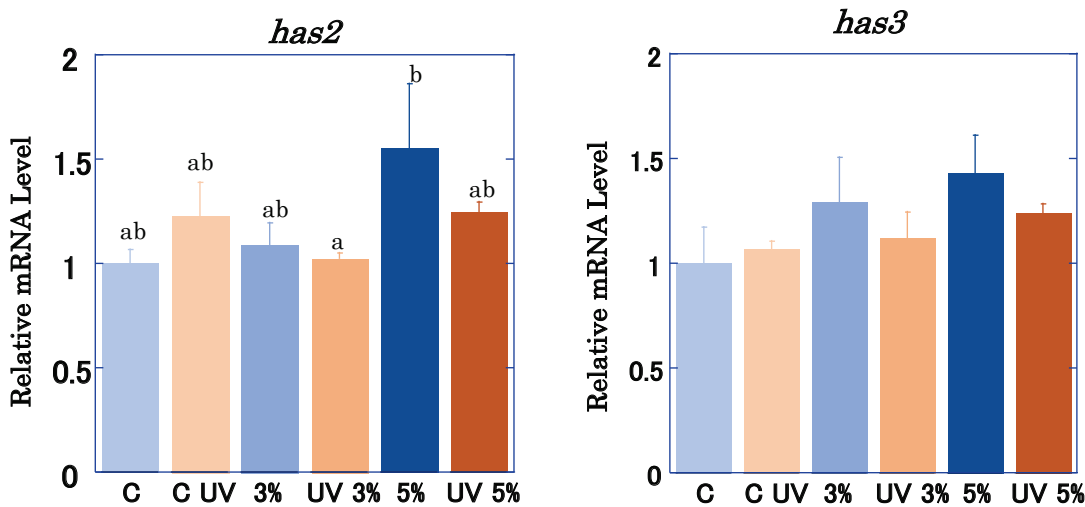 has2
Relative mRNA Level
2
1.5
1
0.5
0
ab
ab
ab
a
b
ab
C C UV 3% UV 3% 5% UV 5%
has3
Relative mRNA Level
2
1.5
1
0.5
0
C C UV 3% UV 3% 5% UV 5%